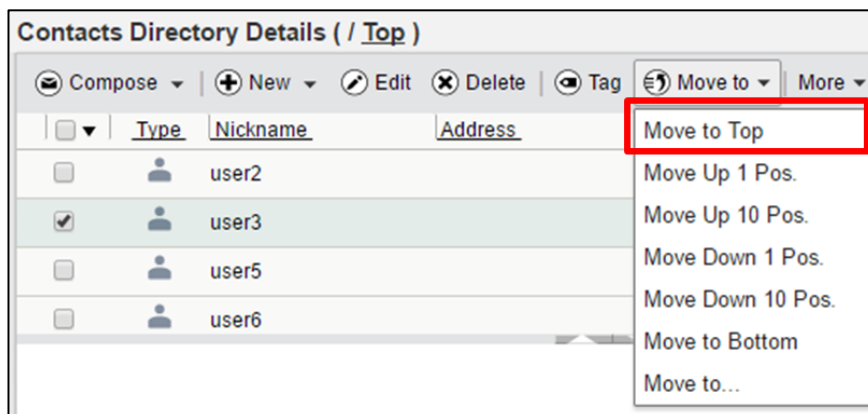 Contacts Directory Details ( / Top )
Compose New Edit Delete Tag Move to More
Type Nickname Address
Move to Top
user2
Move Up 1 Pos.
user3
Move Up 10 Pos.
user5
Move Down 1 Pos.
Move Down 10 Pos.
user6
Move to Bottom
Move to...